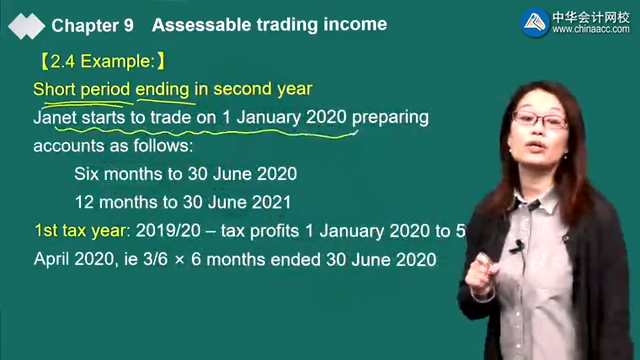 Chapter 9 Assessable trading income
中华会计网校
www.chinaacc.com
【2.4 Example:】
Short period ending in second year
Janet starts to trade on 1 January 2020 preparing
accounts as follows:
Six months to 30 June 2020
12 months to 30 June 2021
1st tax year: 2019/20 – tax profits 1 January 2020 to 5
April 2020, ie 3/6 × 6 months ended 30 June 2020